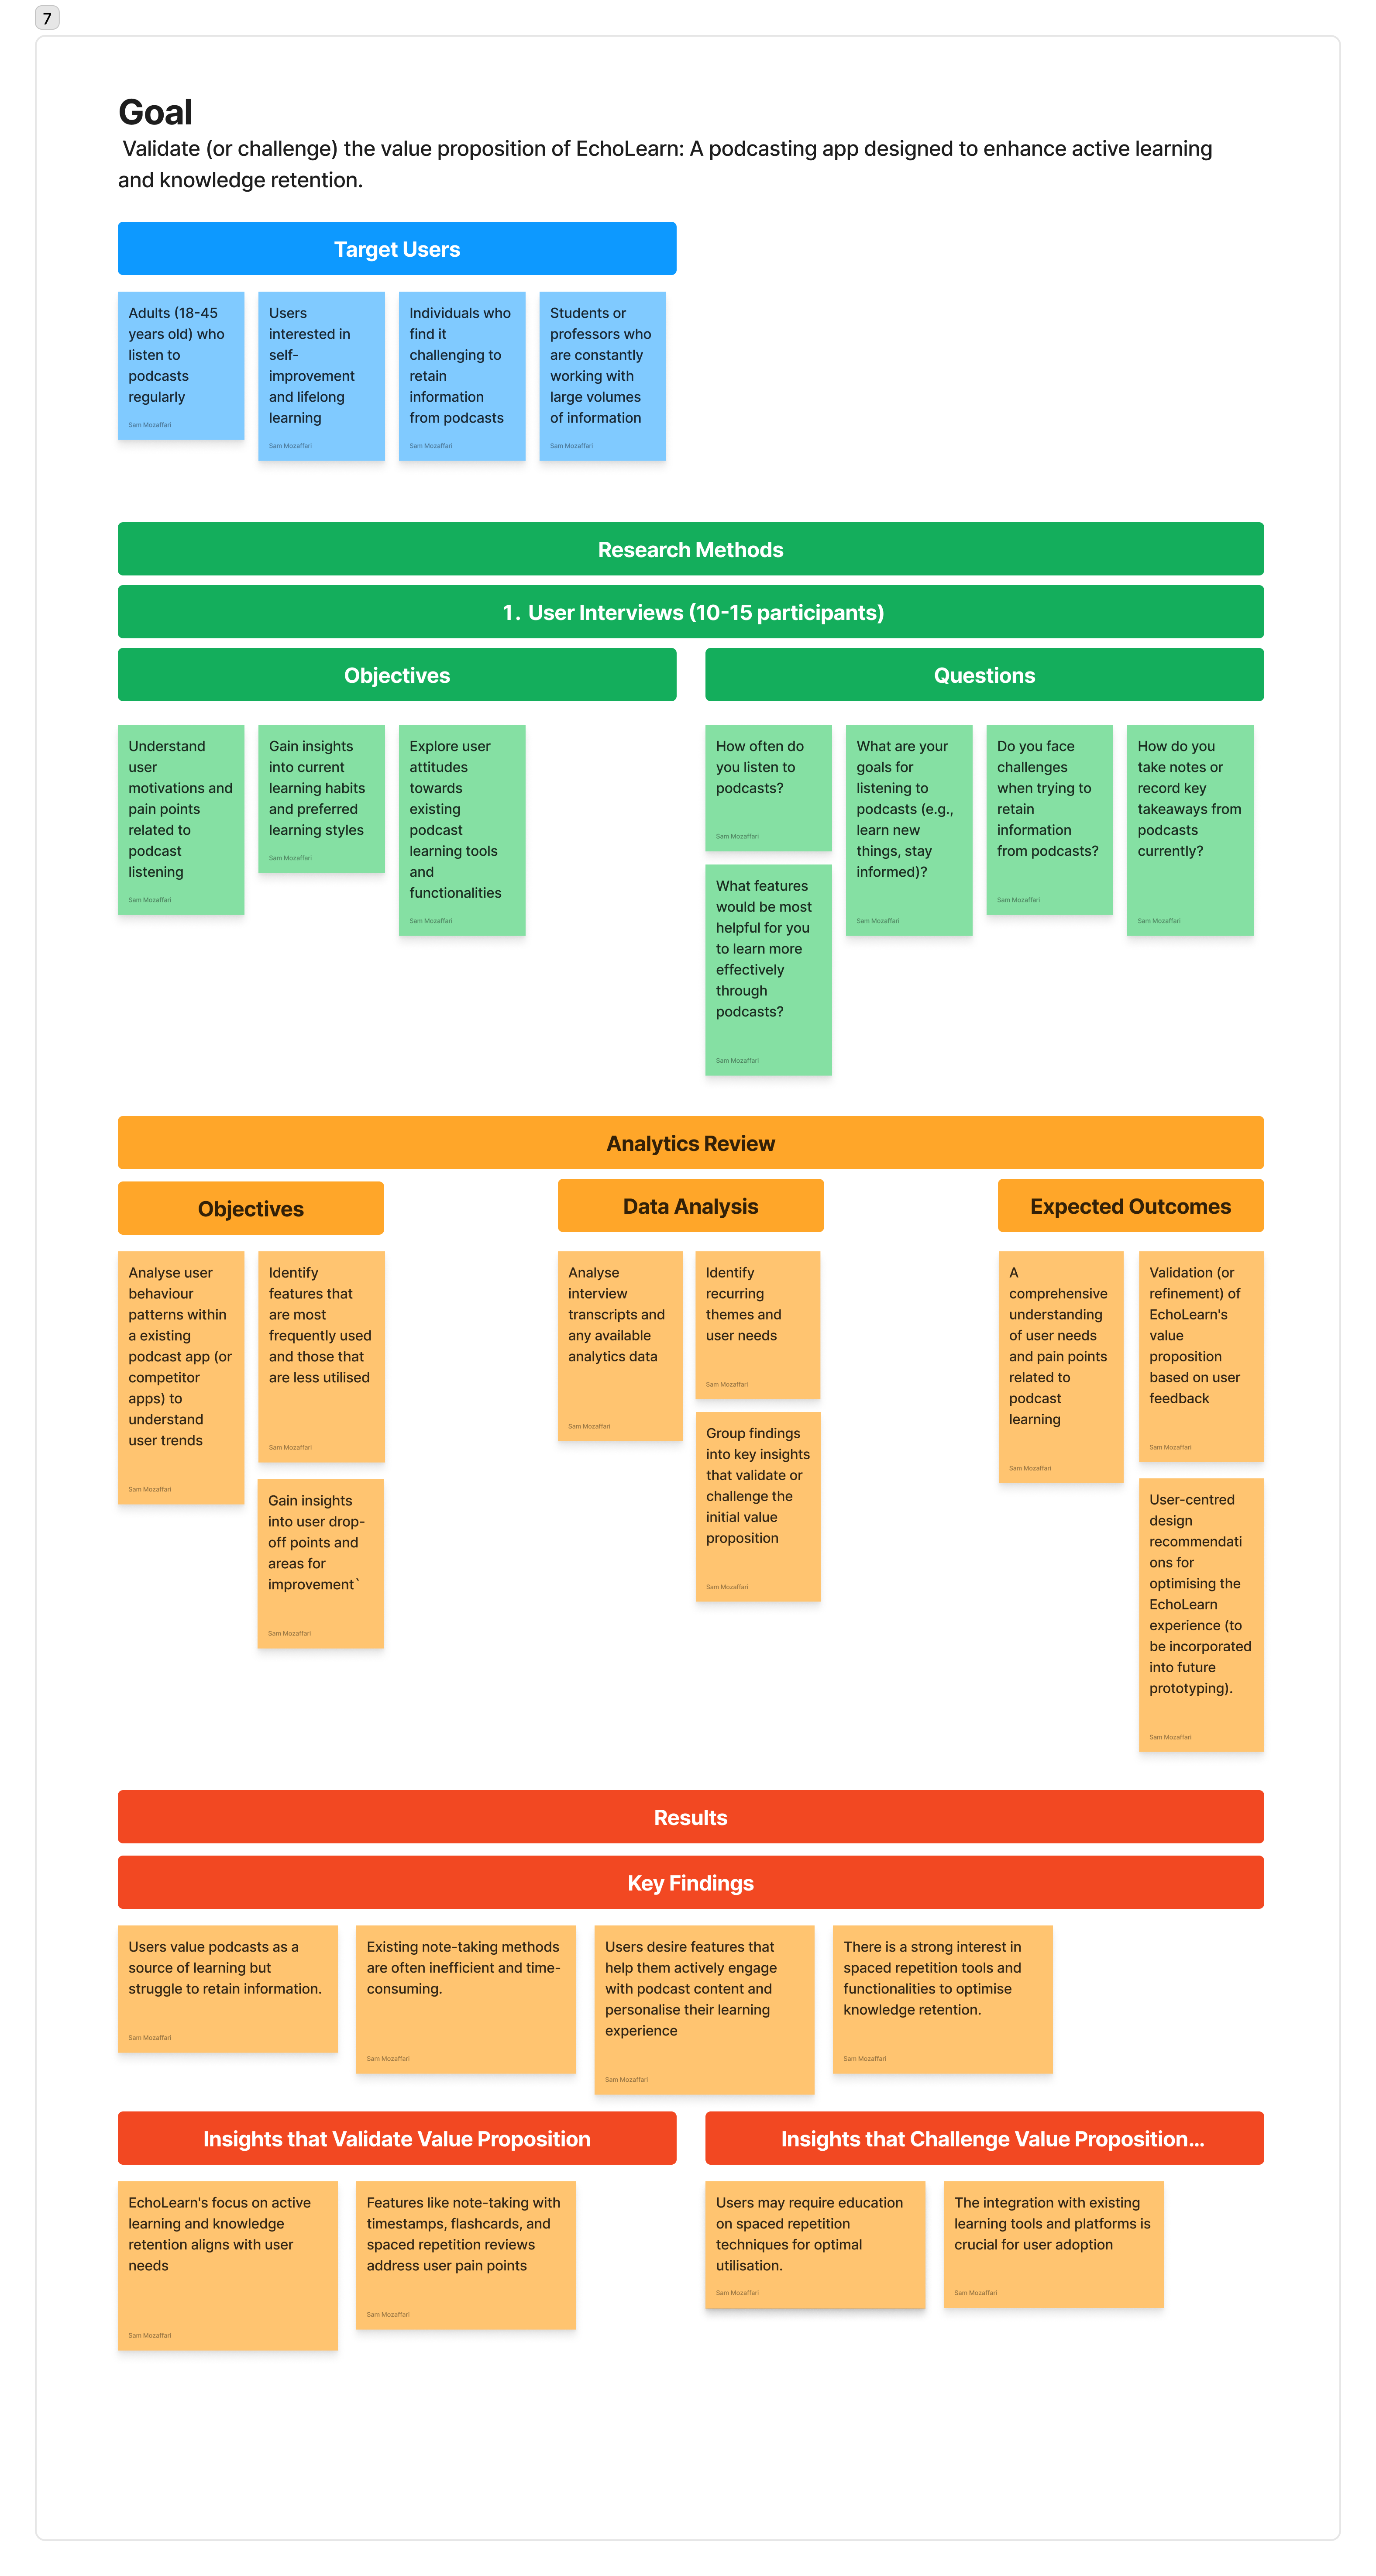 7
Goal
Validate (or challenge) the value proposition of EchoLearn: A podcasting app designed to enhance active learning
and knowledge retention.
Target Users
Adults (18-45
years old) who
listen to
podcasts
regularly
Sam Mozaffari
Users
interested in
self-
improvement
and lifelong
learning
Sam Mozaffari
Individuals who
find it
challenging to
retain
information
from podcasts
Sam Mozaffari
Students or
professors who
are constantly
working with
large volumes
of information
Sam Mozaffari
Research Methods
1. User Interviews (10-15 participants)
Objectives
Understand
user
motivations and
pain points
related to
podcast
listening
Sam Mozaffari
Gain insights
into current
learning habits
and preferred
learning styles
Sam Mozaffari
Explore user
attitudes
towards
existing
podcast
learning tools
and
functionalities
Sam Mozaffari
Questions
How often do
you listen to
podcasts?
Sam Mozaffari
What are your
goals for
listening to
podcasts (e.g.,
learn new
things, stay
informed)?
Sam Mozaffari
Do you face
challenges
when trying to
retain
information
from podcasts?
Sam Mozaffari
How do you
take notes or
record key
takeaways from
podcasts
currently?
Sam Mozaffari
What features
would be most
helpful for you
to learn more
effectively
through
podcasts?
Sam Mozaffari
Analytics Review
Objectives
Analyse user
behaviour
patterns within
a existing
podcast app (or
competitor
apps) to
understand
user trends
Sam Mozaffari
Identify
features that
are most
frequently used
and those that
are less utilised
Sam Mozaffari
Gain insights
into user drop-
off points and
areas for
improvement`
Sam Mozaffari
Data Analysis
Analyse
interview
transcripts and
any available
analytics data
Sam Mozaffari
Identify
recurring
themes and
user needs
Sam Mozaffari
Group findings
into key insights
that validate or
challenge the
initial value
proposition
Sam Mozaffari
Expected Outcomes
A
comprehensive
understanding
of user needs
and pain points
related to
podcast
learning
Sam Mozaffari
Validation (or
refinement) of
EchoLearn's
value
proposition
based on user
feedback
Sam Mozaffari
User-centred
design
recommendati
ons for
optimising the
EchoLearn
experience (to
be incorporated
into future
prototyping).
Sam Mozaffari
Results
Key Findings
Users value podcasts as a
source of learning but
struggle to retain information.
Sam Mozaffari
Existing note-taking methods
are often inefficient and time-
consuming.
Sam Mozaffari
Users desire features that
help them actively engage
with podcast content and
personalise their learning
experience
Sam Mozaffari
There is a strong interest in
spaced repetition tools and
functionalities to optimise
knowledge retention.
Sam Mozaffari
Insights that Validate Value Proposition
EchoLearn's focus on active
learning and knowledge
retention aligns with user
needs
Sam Mozaffari
Features like note-taking with
timestamps, flashcards, and
spaced repetition reviews
address user pain points
Sam Mozaffari
Insights that Challenge Value Proposition...
Users may require education
on spaced repetition
techniques for optimal
utilisation.
Sam Mozaffari
The integration with existing
learning tools and platforms is
crucial for user adoption
Sam Mozaffari